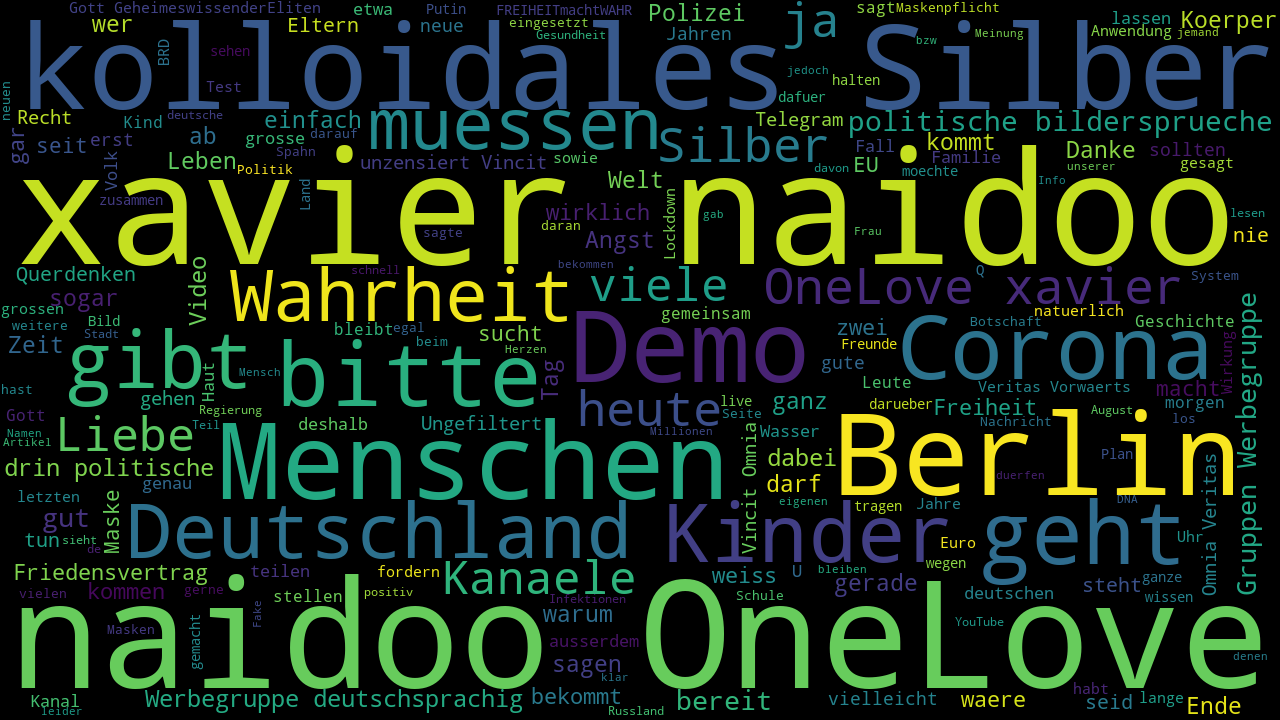 Gott GeheimeswissenderEliten
etwa
Putin
FREIHEITmachtWAHR
Polizei
ja
sagt
Maskenpflicht
lassen
Koerper
wer
Eltern
neue
eingesetzt
Gesundheit
Jahren
Anwendung
jemand
kolloidales Silber
BRD
sehen
bzw
Meinung
neuen
Test
jedoch
halten
dafuer
Recht
deutsche
Kind
einfach
muessen
Telegram
politische bildersprueche
gar
seit
erst
ab
grosse
darauf
Silber
Fall
kommt
Danke
sollten
Volk
Leben
Spahn
Politik
unzensiert Vincit
sowie
davon
EU
moechte
Familie
unserer
gesagt
zusammen
Land
Welt
Info
xavier naidoo
wirklich
daran
Lockdown
gab
lesen
sagte
Angst
Frau
nie
Querdenken
Video
schnell
bekommen
Q
System
sogar
Wahrheit
viele
OneLove xavier
grossen
weitere
Bild
Stadt
bleibt
egal
beim
sucht
gemeinsam
zwei
natuerlich
Botschaft
Geschichte
Zeit
gibt
Herzen
Demo
Freunde
Corona
Wirkung
hast
gehen
Haut
Mensch
bitte
Tag
gute
Leute
Veritas Vorwaerts
macht
Gruppen Werbegruppe
Gott
Regierung
Teil
heute
live
Seite
ganz
darueber
Freiheit
August
morgen
los
Namen
Artikel
Liebe
deshalb
Ungefiltert
Millionen
Wasser
Nachricht
drin politische
genau
Menschen
Vincit Omnia
dabei
Berlin
Plan
letzten
darf
duerfen
gut
Maske
Deutschland
Kinder
eigenen
tragen
Jahre
DNA
geht
Omnia Veritas
tun
sieht
de
Euro
Uhr
Friedensvertrag
teilen
fordern
Kanaele
weiss
U
bleiben
wegen
gerade
steht
ganze
vielen
kommen
gerne
stellen
positiv
Infektionen
Schule
deutschen
wissen
naidoo OneLove
Masken
gemacht
Fake
warum
YouTube
ausserdem
sagen
klar
denen
Kanal
leider
Werbegruppe deutschsprachig
bekommt
Russland
bereit
vielleicht
waere
habt
seid
lange
Ende